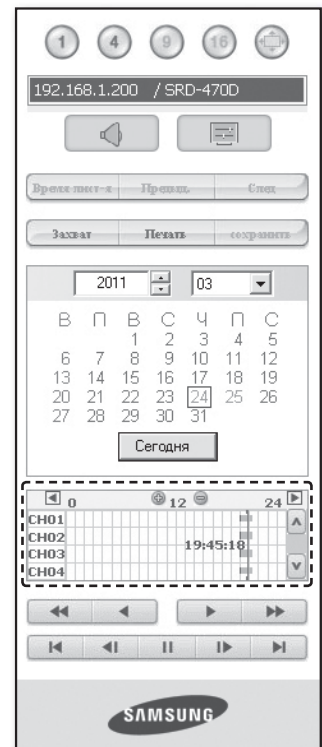 1 4 9 16
192.168.1.200 / SRD-470D
Время пост-я Предыд. След
Захват Печать сохранить
2011 03
В П В С Ч П С
1 2 3 4 5
6 7 8 9 10 11 12
13 14 15 16 17 18 19
20 21 22 23 24 25 26
27 28 29 30 31
Сегодня
0 12 24
CH01
CH02
19:45:18
CH03
CH04
SAMSUNG